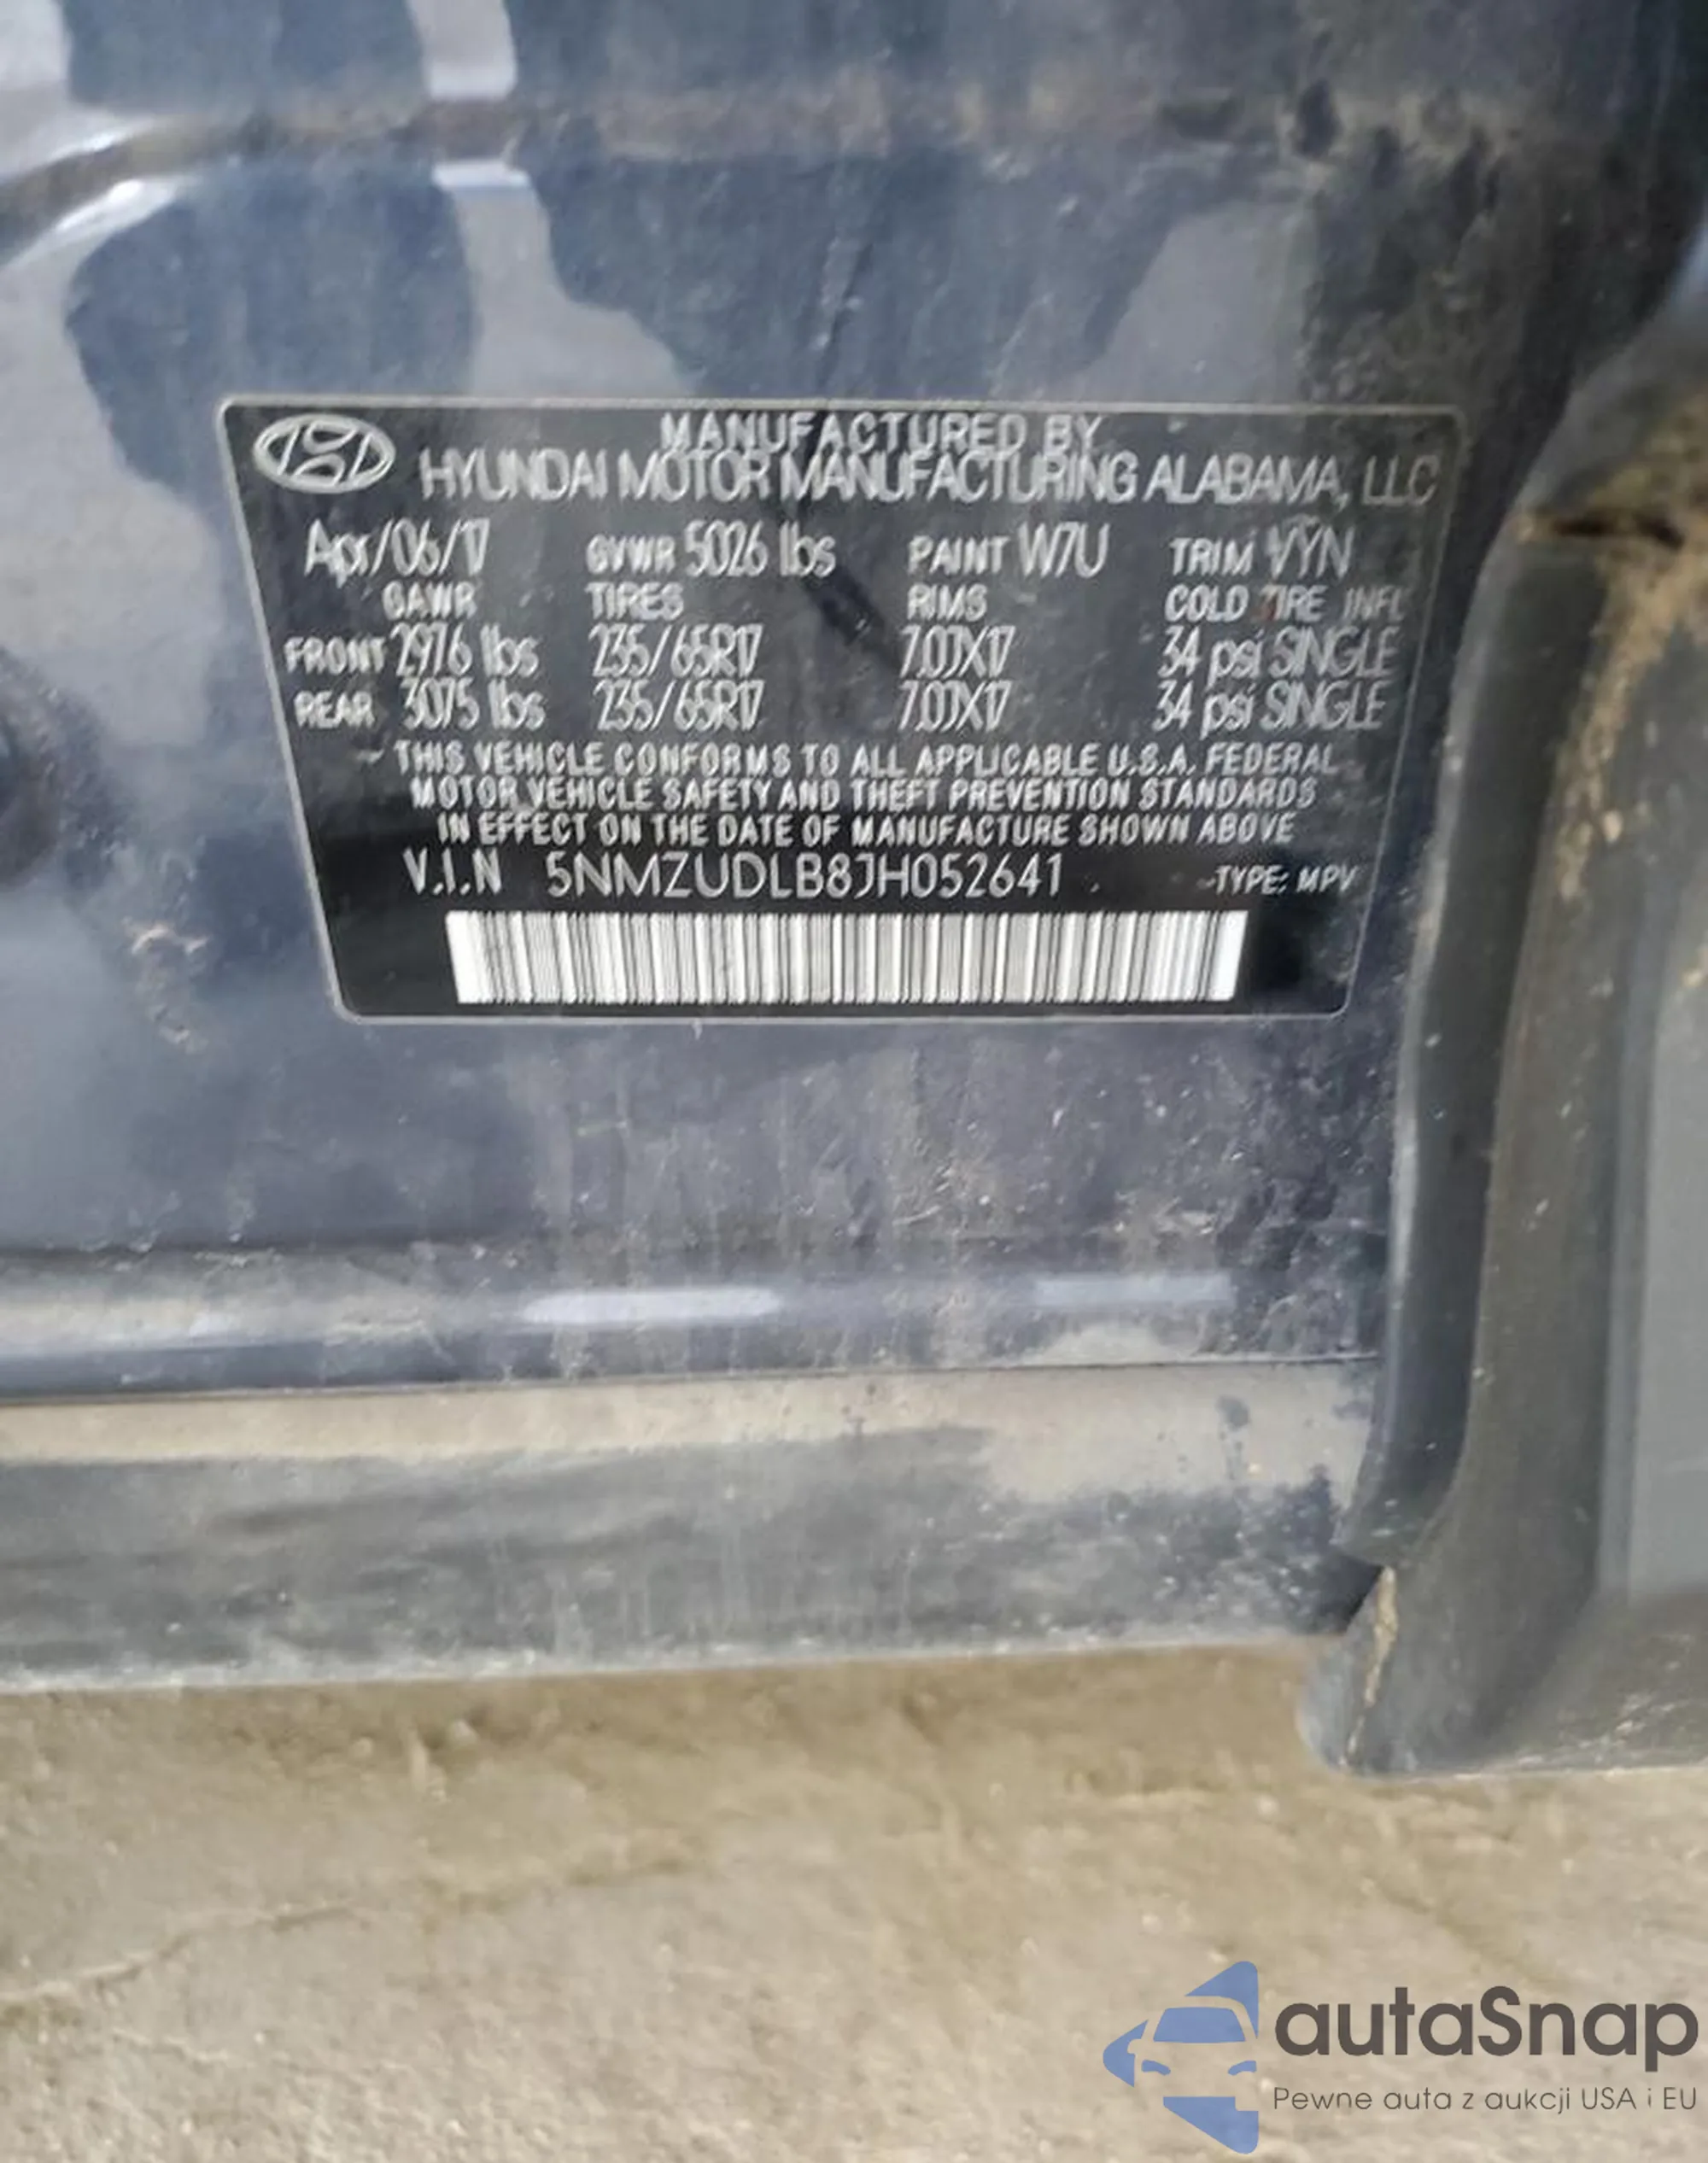 MANUFACTURED BY
HYUNDAI MOTOR MANUFACTURING ALABAMA, LLC
Apr/06/17 GVWR 5026 lbs PAINT W7U TRIM VYN
GAWR TIRES RIMS COLD TIRE INFL
FRONT 2976 lbs 235/65R17 7.0JX17 34 psi SINGLE
REAR 3075 lbs 235/65R17 7.0JX17 34 psi SINGLE
THIS VEHICLE CONFORMS TO ALL APPLICABLE U.S.A. FEDERAL
MOTOR VEHICLE SAFETY AND THEFT PREVENTION STANDARDS
IN EFFECT ON THE DATE OF MANUFACTURE SHOWN ABOVE
V.I.N 5NMZUDLB8JH052641 TYPE: MPV
autaSnap
Pewne auta z aukcji USA i EU